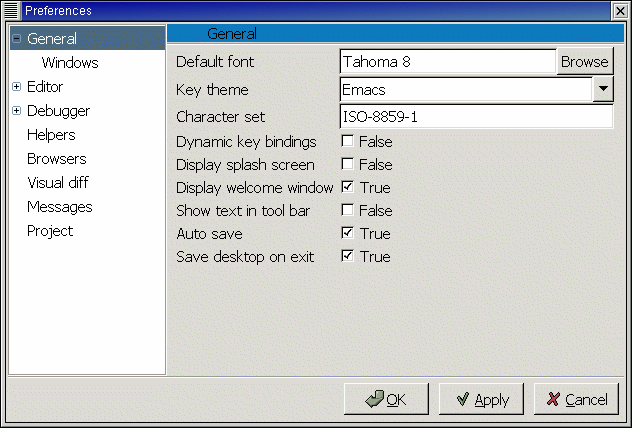 Preferences
General
Windows
Editor
Debugger
Helpers
Browsers
Visual diff
Messages
Project
General
Default font Tahoma 8 Browse
Key theme Emacs
Character set ISO-8859-1
Dynamic key bindings False
Display splash screen False
Display welcome window True
Show text in tool bar False
Auto save True
Save desktop on exit True
OK Apply Cancel